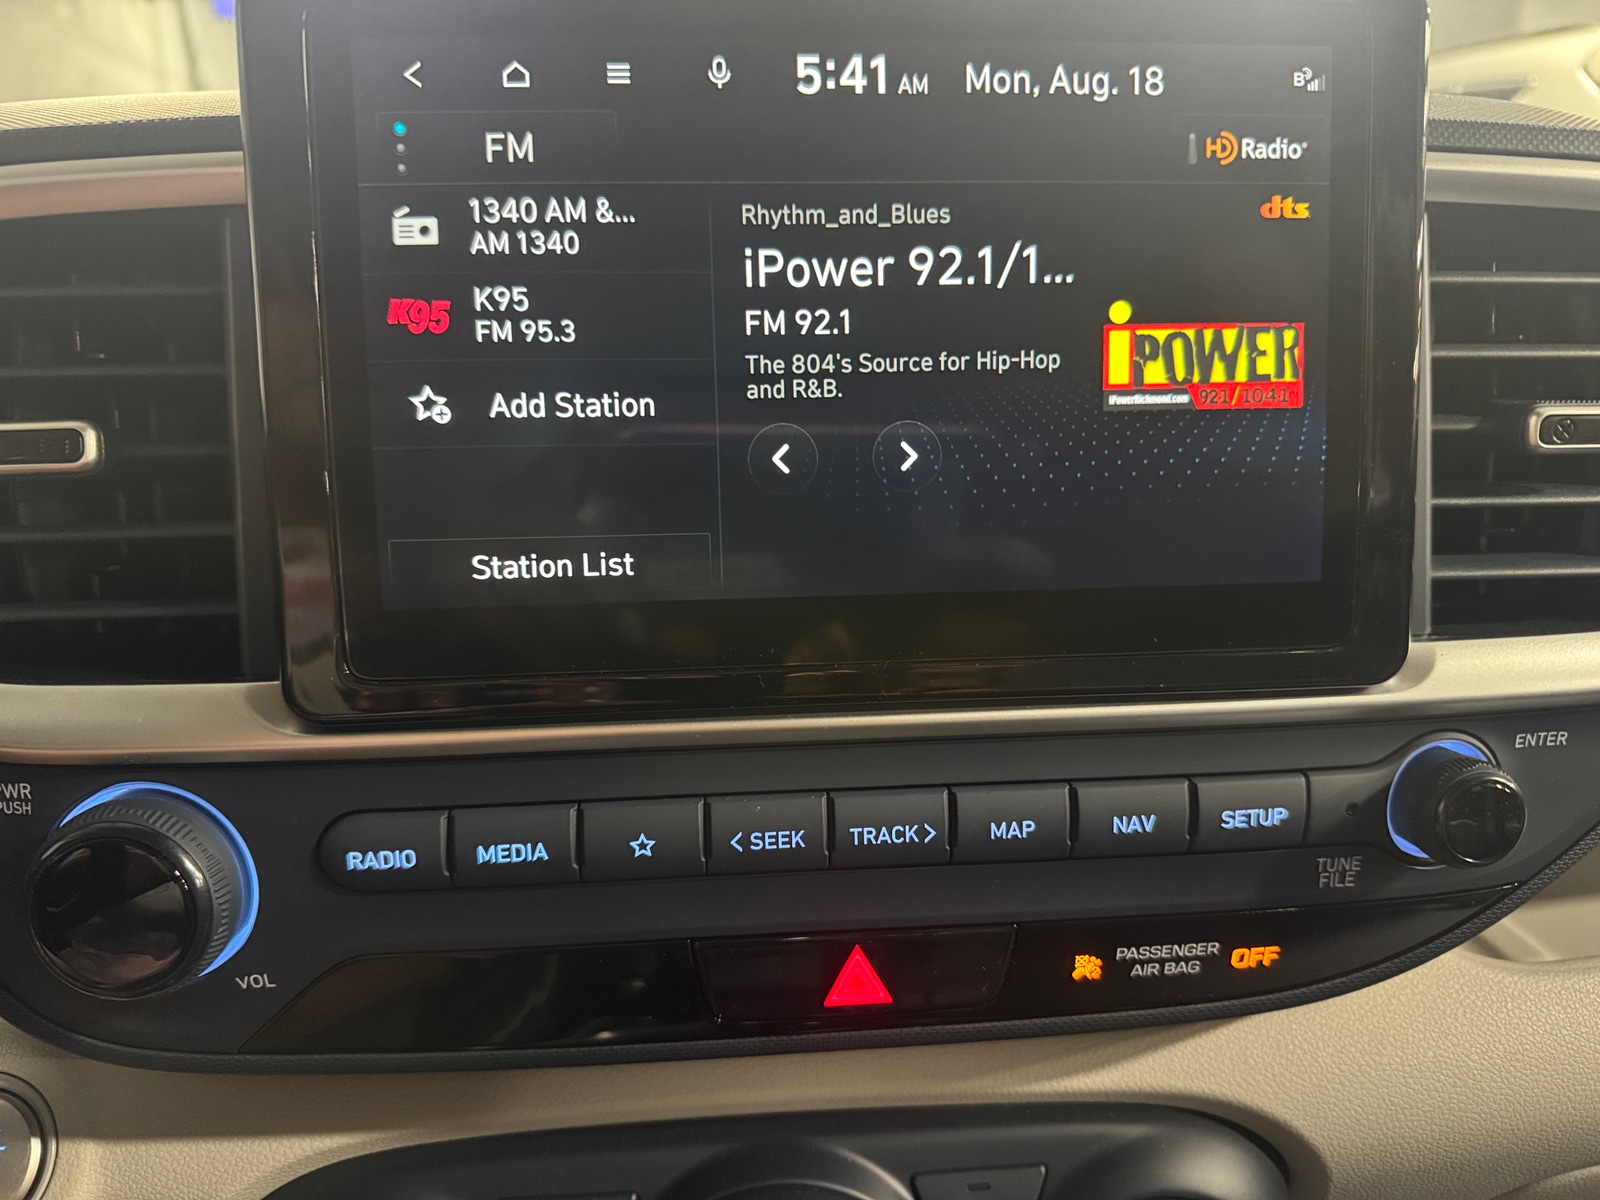 5:41 AM Mon, Aug. 18
B
FM
HD Radio
1340 AM &...
AM 1340
K95
K95
FM 95.3
Add Station
Station List
Rhythm_and_Blues
dts
iPower 92.1/1...
FM 92.1
The 804's Source for Hip-Hop
and R&B.
iPOWER
iPowerRichmond.com 92.1/104.1
PWR
PUSH
VOL
RADIO
MEDIA
< SEEK
TRACK >
MAP
NAV
SETUP
ENTER
TUNE
FILE
PASSENGER
AIR BAG
OFF